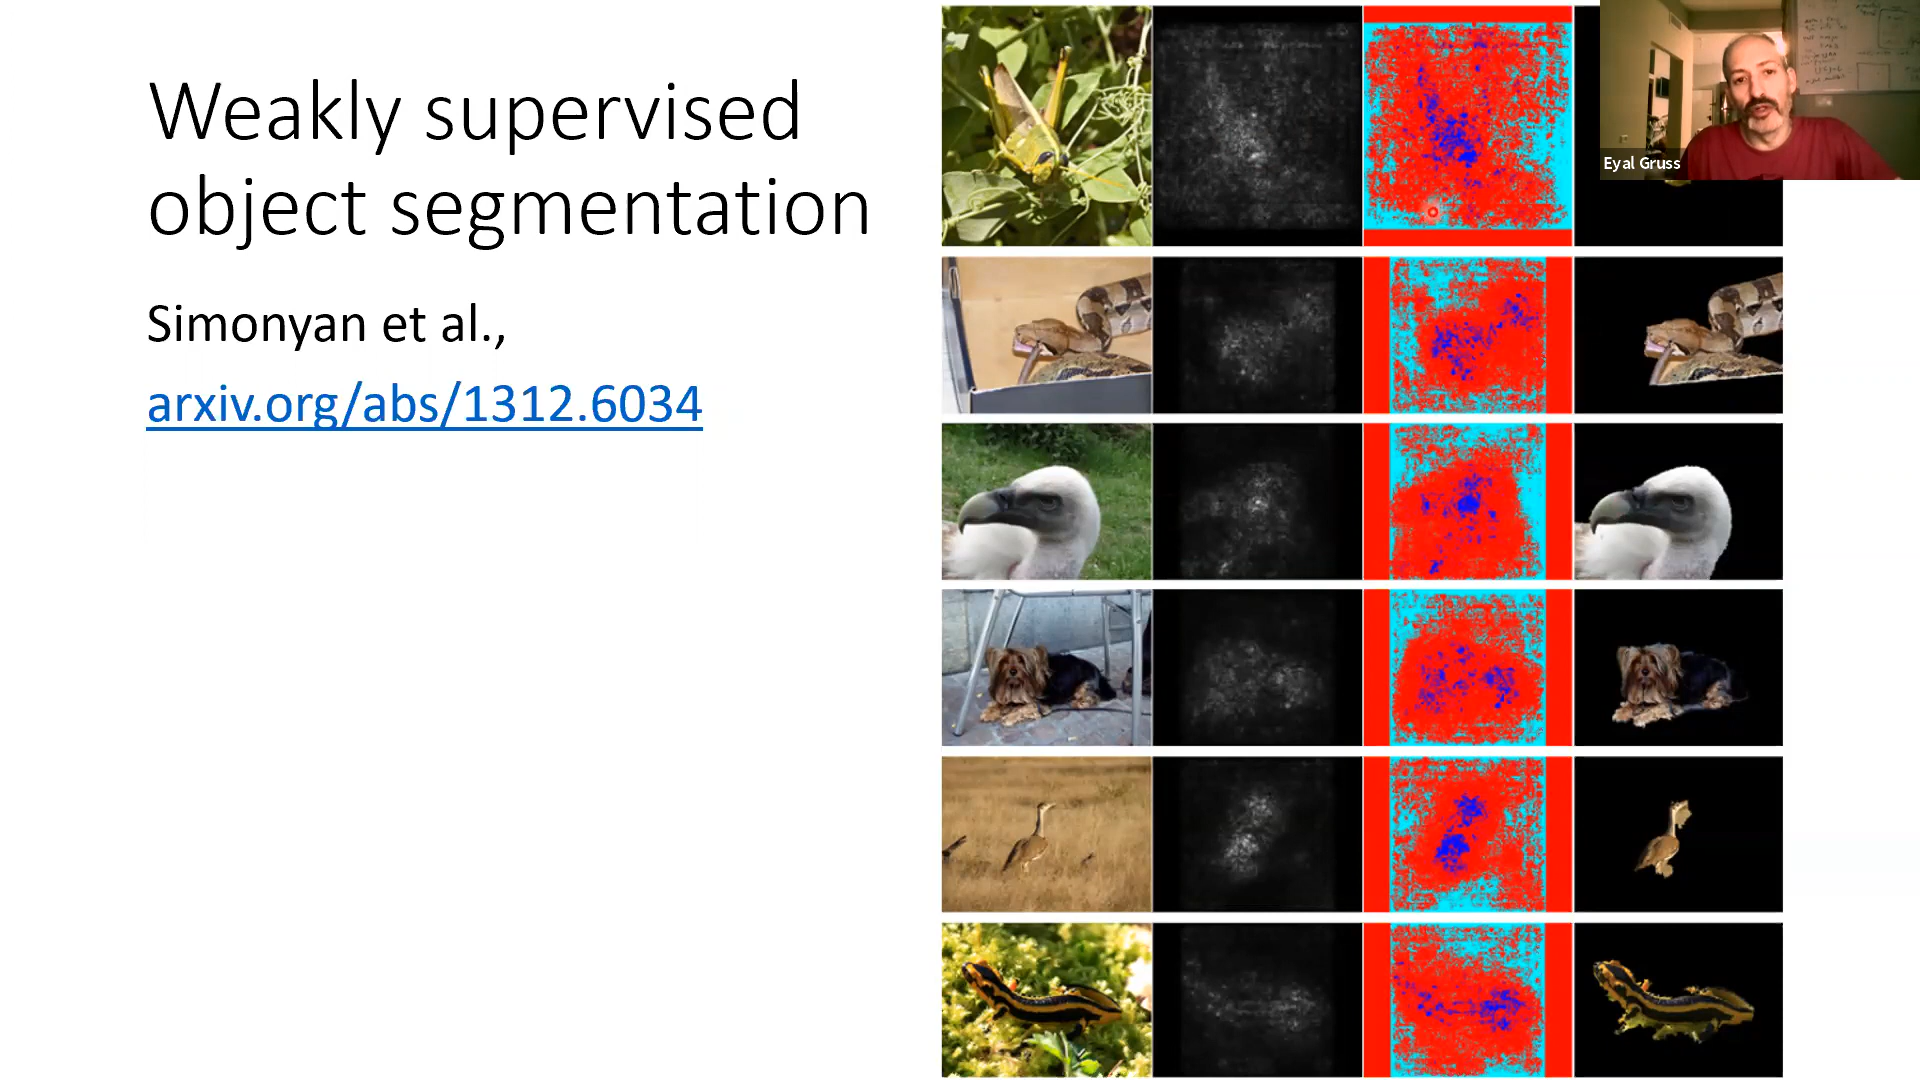 Weakly supervised
object segmentation
Simonyan et al.,
arxiv.org/abs/1312.6034
Eyal Gruss